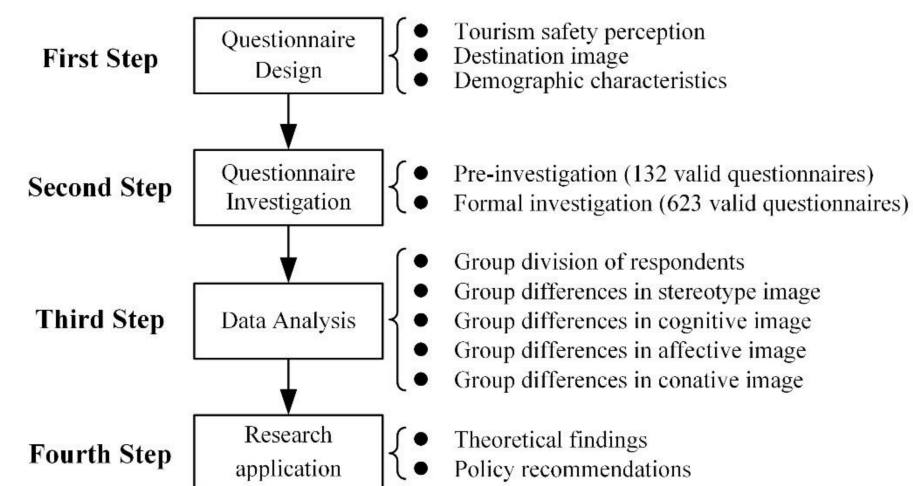 First Step
Questionnaire
Design
● Tourism safety perception
● Destination image
● Demographic characteristics
Second Step
Questionnaire
Investigation
● Pre-investigation (132 valid questionnaires)
● Formal investigation (623 valid questionnaires)
Third Step
Data Analysis
● Group division of respondents
● Group differences in stereotype image
● Group differences in cognitive image
● Group differences in affective image
● Group differences in conative image
Fourth Step
Research
application
● Theoretical findings
● Policy recommendations